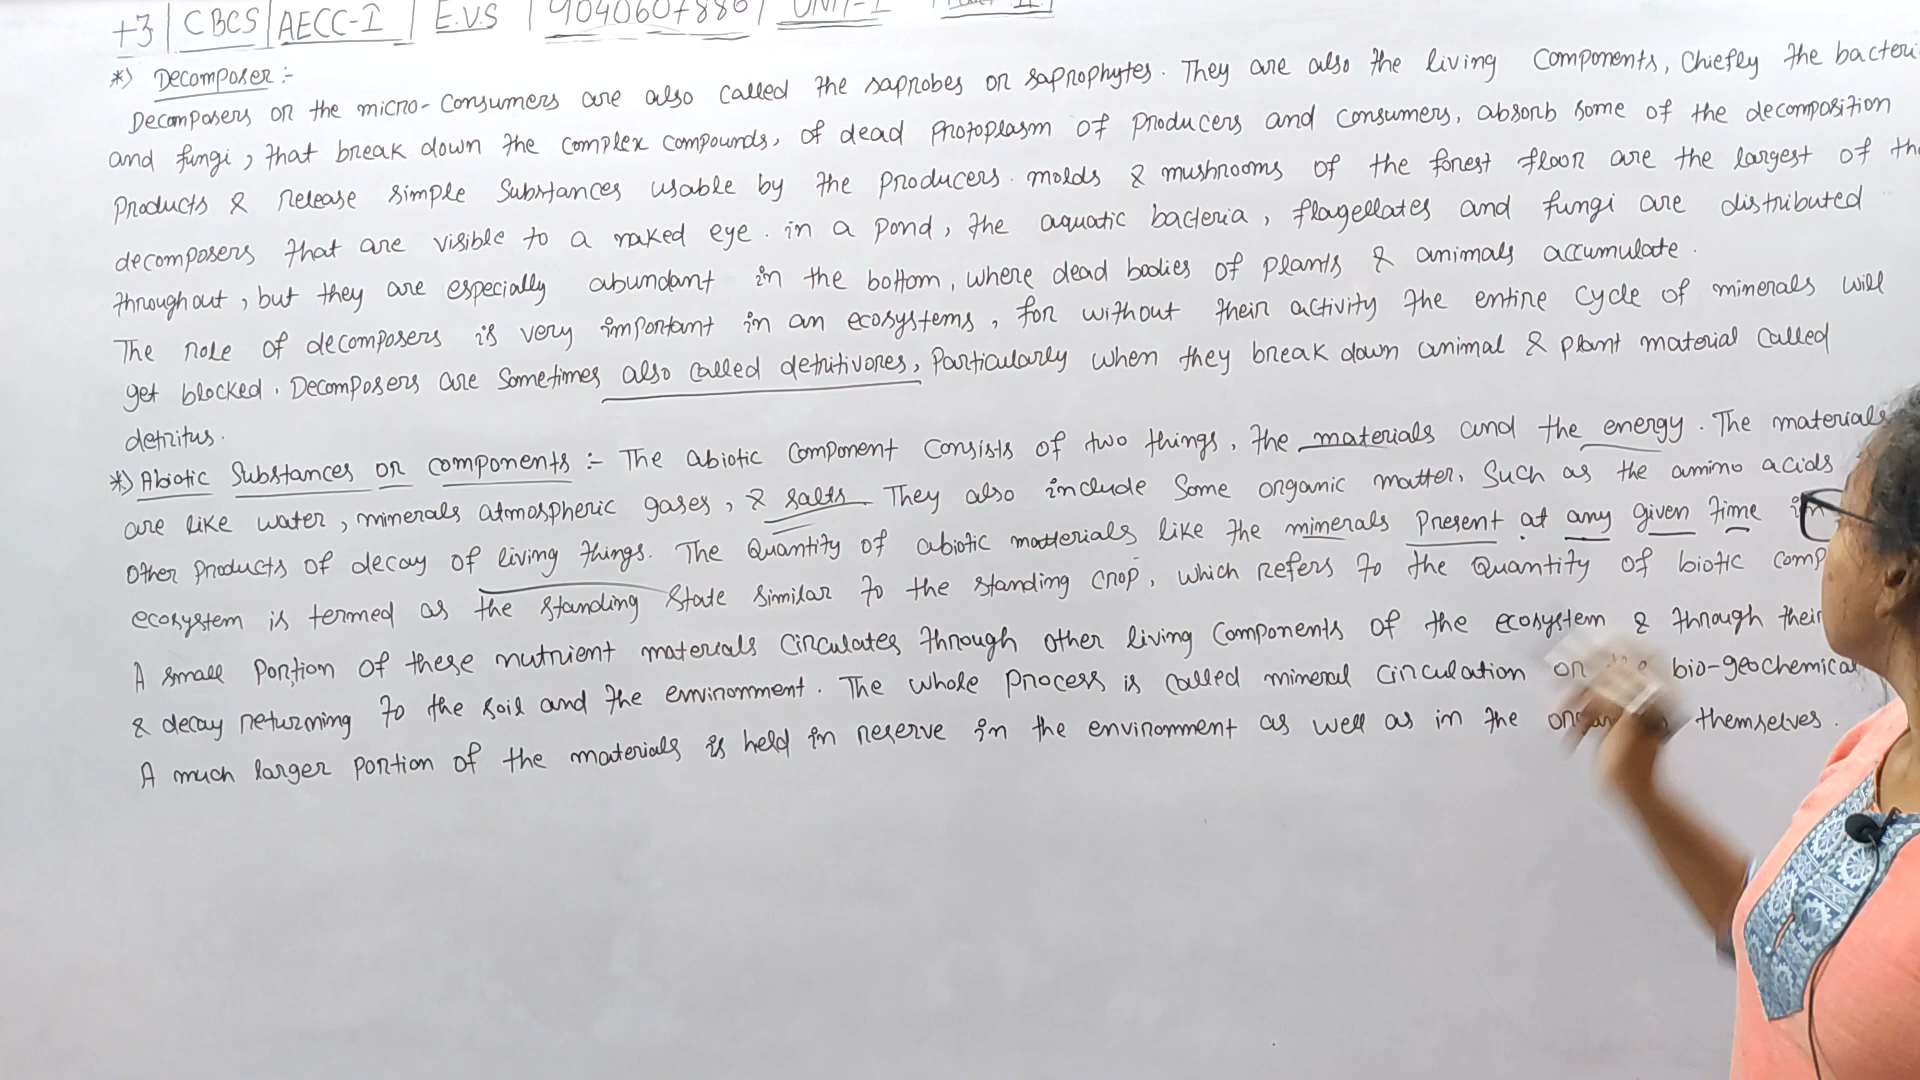 +3 | CBCS | AECC-I | E.V.S | 9040607886 | UNIT-I
*) Decomposer :-
Decomposers or the micro-consumers are also called the saprobes or saprophytes. They are also the living components, chiefly the bacteri
and fungi, that break down the complex compounds, of dead protoplasm of producers and consumers, absorb some of the decomposition
products & release simple substances usable by the producers. molds & mushrooms of the forest floor are the largest of the
decomposers that are visible to a naked eye. in a pond, the aquatic bacteria, flagellates and fungi are distributed
throughout, but they are especially abundant in the bottom, where dead bodies of plants & animals accumulate.
The role of decomposers is very important in an ecosystems, for without their activity the entire cycle of minerals will
get blocked. Decomposers are sometimes also called detritivores, particularly when they break down animal & plant material called
detritus.
*) Abiotic Substances or components :- The abiotic component consists of two things, the materials and the energy. The materials
are like water, minerals atmospheric gases, & salts They also include some organic matter, such as the amino acids
other products of decay of living things. The quantity of abiotic matterials like the minerals present at any given time in
ecosystem is termed as the standing state similar to the standing crop, which refers to the quantity of biotic comp
A small portion of these nutrient materials circulates through other living components of the ecosystem & through their
& decay returning to the soil and the environment. The whole process is called mineral circulation or bio-geochemical
A much larger portion of the materials is held in reserve in the environment as well as in the themselves.